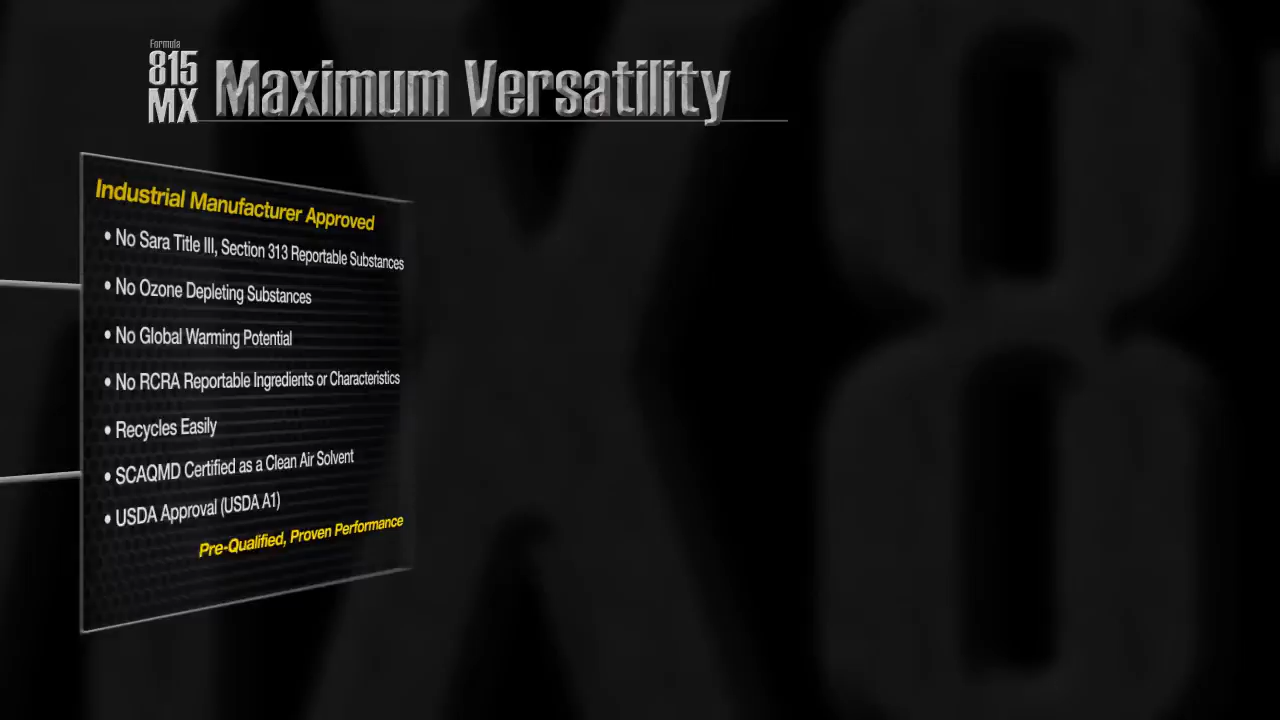 Formula
815
MX
Maximum Versatility
Industrial Manufacturer Approved
• No Sara Title III, Section 313 Reportable Substances
• No Ozone Depleting Substances
• No Global Warming Potential
• No RCRA Reportable Ingredients or Characteristics
• Recycles Easily
• SCAQMD Certified as a Clean Air Solvent
• USDA Approval (USDA A1)
Pre-Qualified, Proven Performance
X8